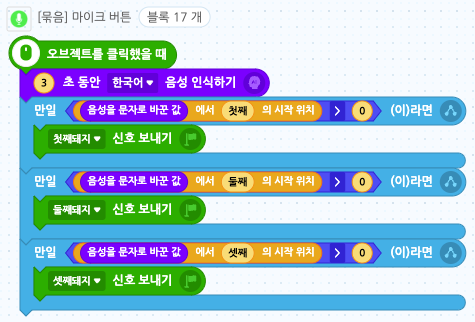 [묶음] 마이크 버튼 블록 17 개
오브젝트를 클릭했을 때
3 초 동안 한국어 음성 인식하기
만일 음성을 문자로 바꾼 값 에서 첫째 의 시작 위치 > 0 (이)라면
첫째돼지 신호 보내기
만일 음성을 문자로 바꾼 값 에서 둘째 의 시작 위치 > 0 (이)라면
둘째돼지 신호 보내기
만일 음성을 문자로 바꾼 값 에서 셋째 의 시작 위치 > 0 (이)라면
셋째돼지 신호 보내기